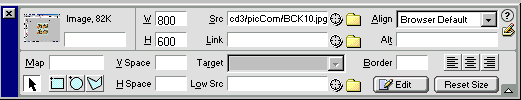 Image, 82K W 800 Src cd3/picCom/BCK10.jpg Align Browser Default
H 600 Link Alt
Map V Space Target Border
H Space Low Src Edit Reset Size